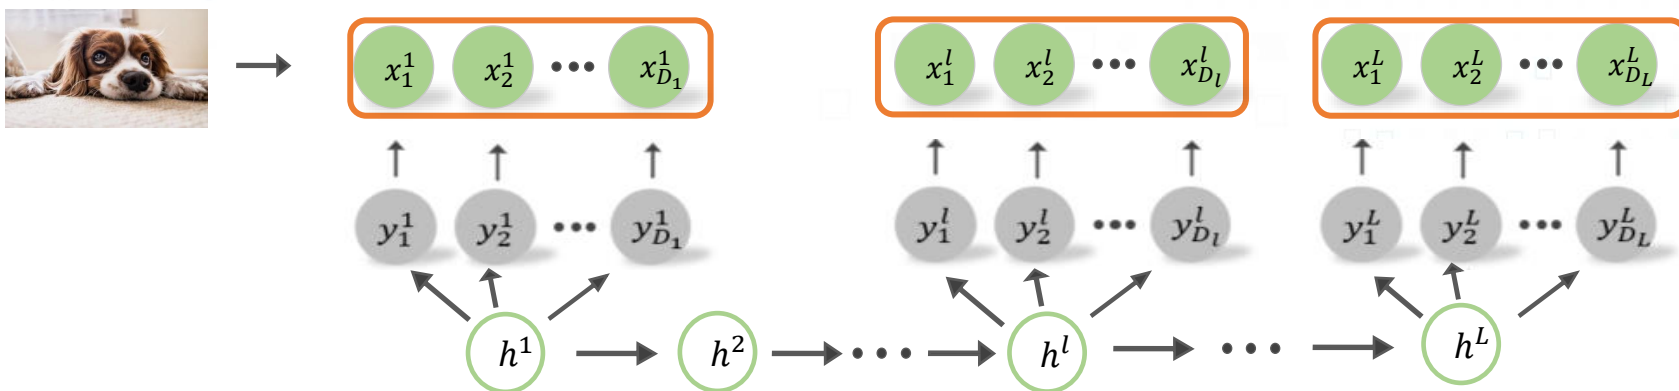 x_1^1 x_2^1 ••• x_{D_1}^1 x_1^l x_2^l ••• x_{D_l}^l x_1^L x_2^L ••• x_{D_L}^L
y_1^1 y_2^1 ••• y_{D_1}^1 y_1^l y_2^l ••• y_{D_l}^l y_1^L y_2^L ••• y_{D_L}^L
h^1 h^2 ••• h^l ••• h^L